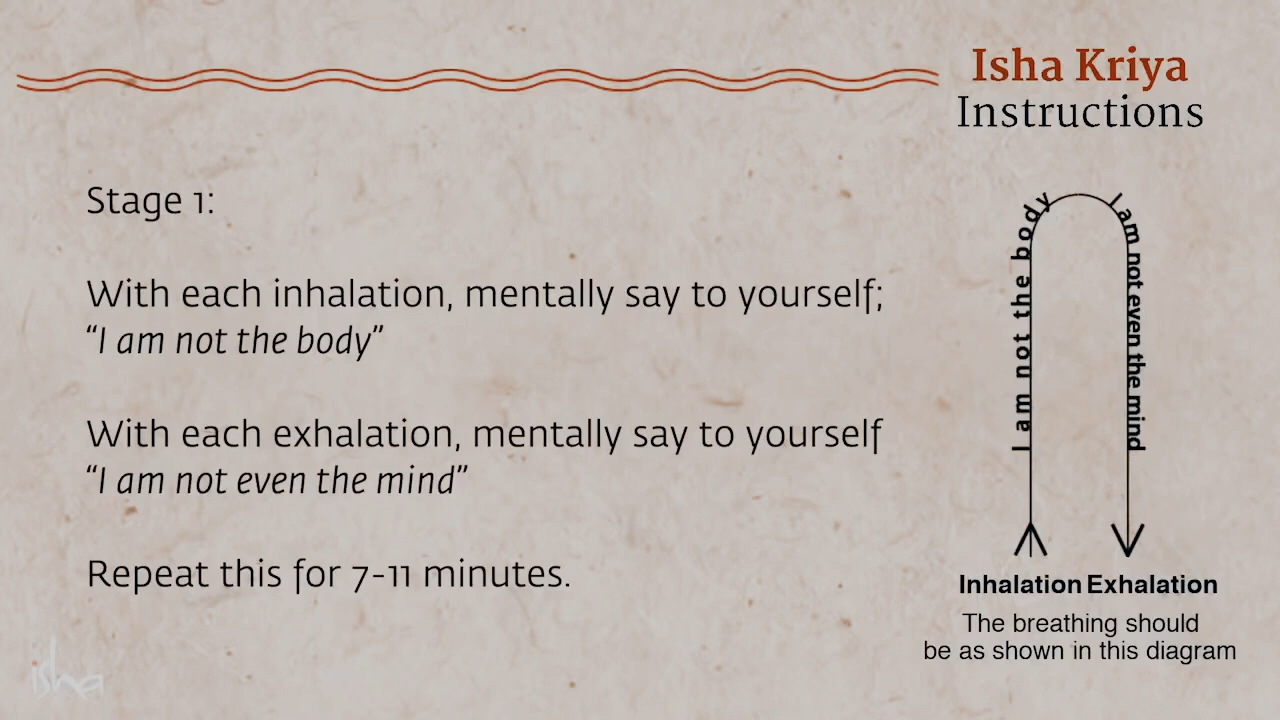 Isha Kriya
Instructions
Stage 1:
With each inhalation, mentally say to yourself;
“I am not the body”
With each exhalation, mentally say to yourself
“I am not even the mind”
Repeat this for 7-11 minutes.
I am not the body
I am not even the mind
Inhalation Exhalation
The breathing should
be as shown in this diagram
isha